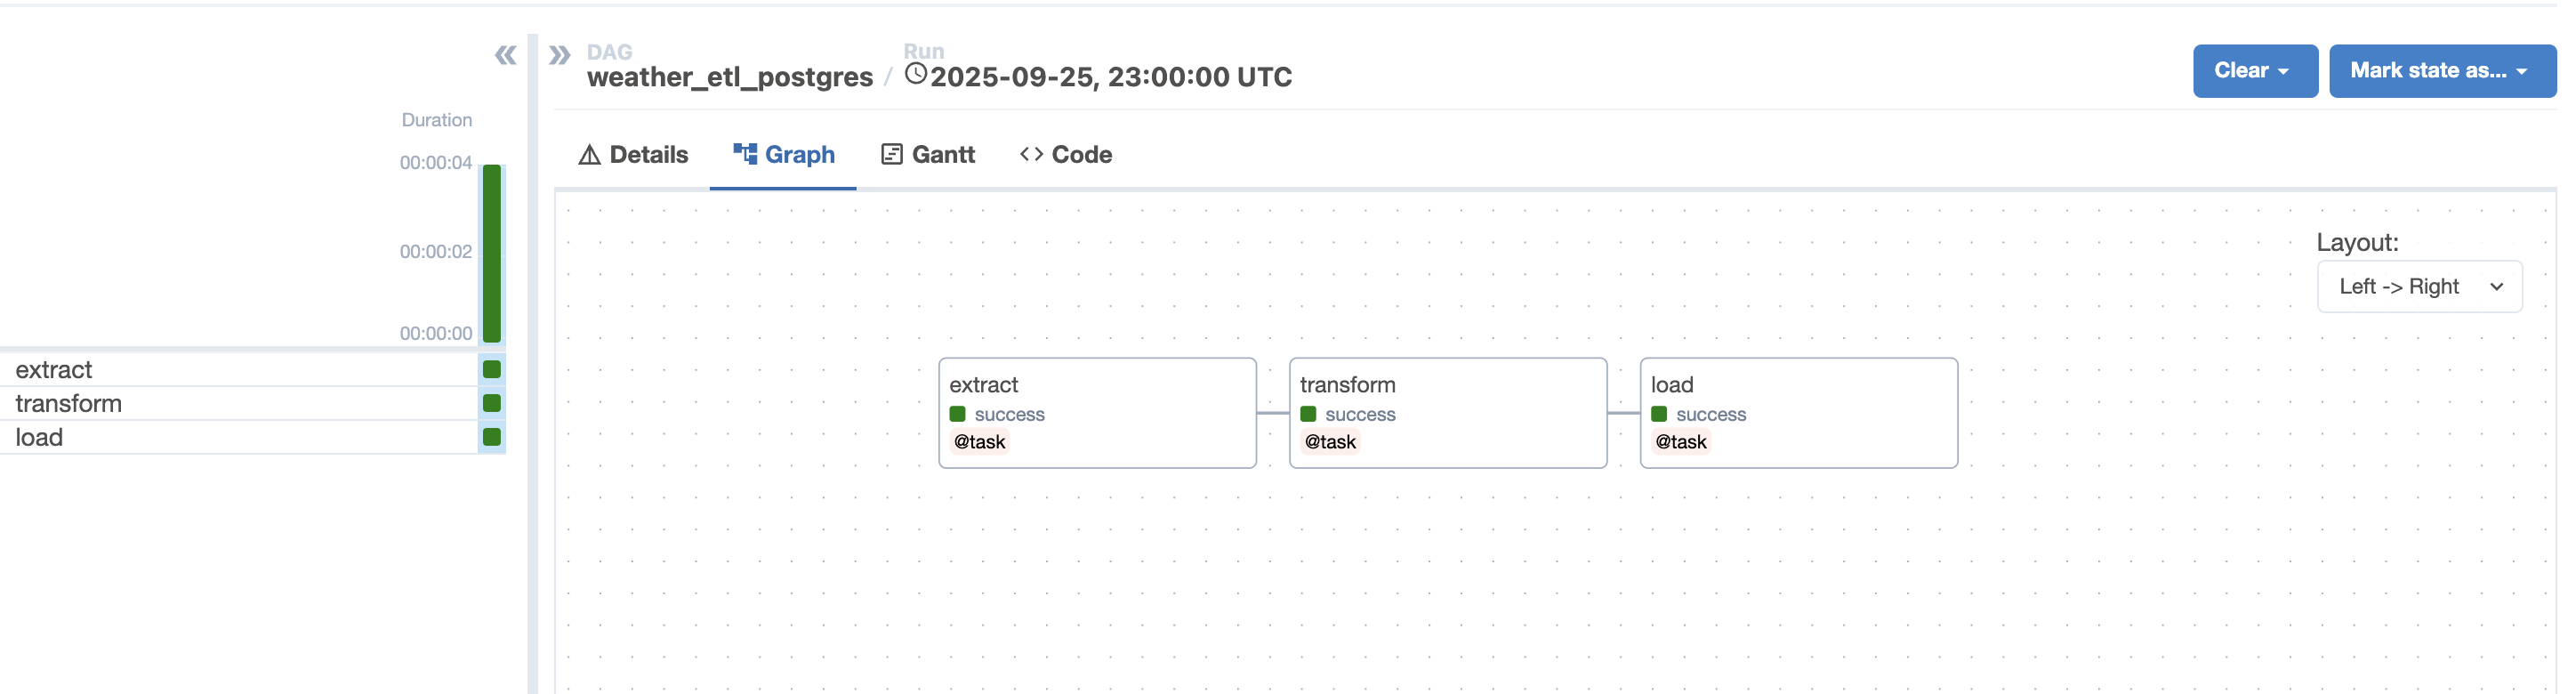 Duration
00:00:04
00:00:02
00:00:00
extract
transform
load
DAG
weather_etl_postgres /
Run
2025-09-25, 23:00:00 UTC
Clear
Mark state as...
Details
Graph
Gantt
<> Code
Layout:
Left -> Right
extract
success
@task
transform
success
@task
load
success
@task